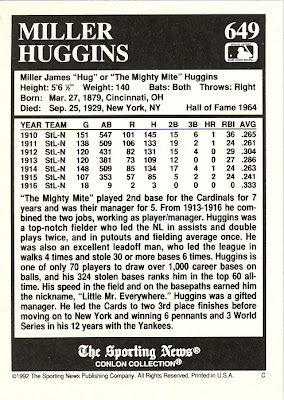 MILLER 649
HUGGINS
Miller James "Hug" or "The Mighty Mite" Huggins
Height: 5'6 ½" Weight: 140 Bats: Both Throws: Right
Born: Mar. 27, 1879, Cincinnati, OH
Died: Sep. 25, 1929, New York, NY Hall of Fame 1964
YEAR TEAM G AB R H 2B 3B HR RBI AVG
1910 StL-N 151 547 101 145 15 6 1 36 .265
1911 StL-N 138 509 106 133 19 2 1 24 .261
1912 StL-N 120 431 82 131 15 4 0 29 .304
1913 StL-N 120 381 73 109 12 0 0 27 .286
1914 StL-N 148 509 85 134 17 4 1 24 .263
1915 StL-N 107 353 57 85 5 2 2 24 .241
1916 StL-N 18 9 2 3 0 0 0 0 .333
"The Mighty Mite" played 2nd base for the Cardinals for 7
years and was their manager for 5. From 1913-1916 he com-
bined the two jobs, working as player/manager. Huggins was
a top-notch fielder who led the NL in assists and double
plays twice, and in putouts and fielding average once. He
was also an excellent leadoff man, who led the league in
walks 4 times and stole 30 or more bases 6 times. Huggins is
one of only 70 players to draw over 1,000 career bases on
balls, and his 324 stolen bases ranks him in the top 60 all-
time. His speed in the field and on the basepaths earned him
the nickname, "Little Mr. Everywhere." Huggins was a gifted
manager. He led the Cards to two 3rd place finishes before
moving on to New York and winning 6 pennants and 3 World
Series in his 12 years with the Yankees.
The Sporting News®
CONLON COLLECTION®
©1992 The Sporting News Publishing Company. All Rights Reserved. Printed in U.S.A. C